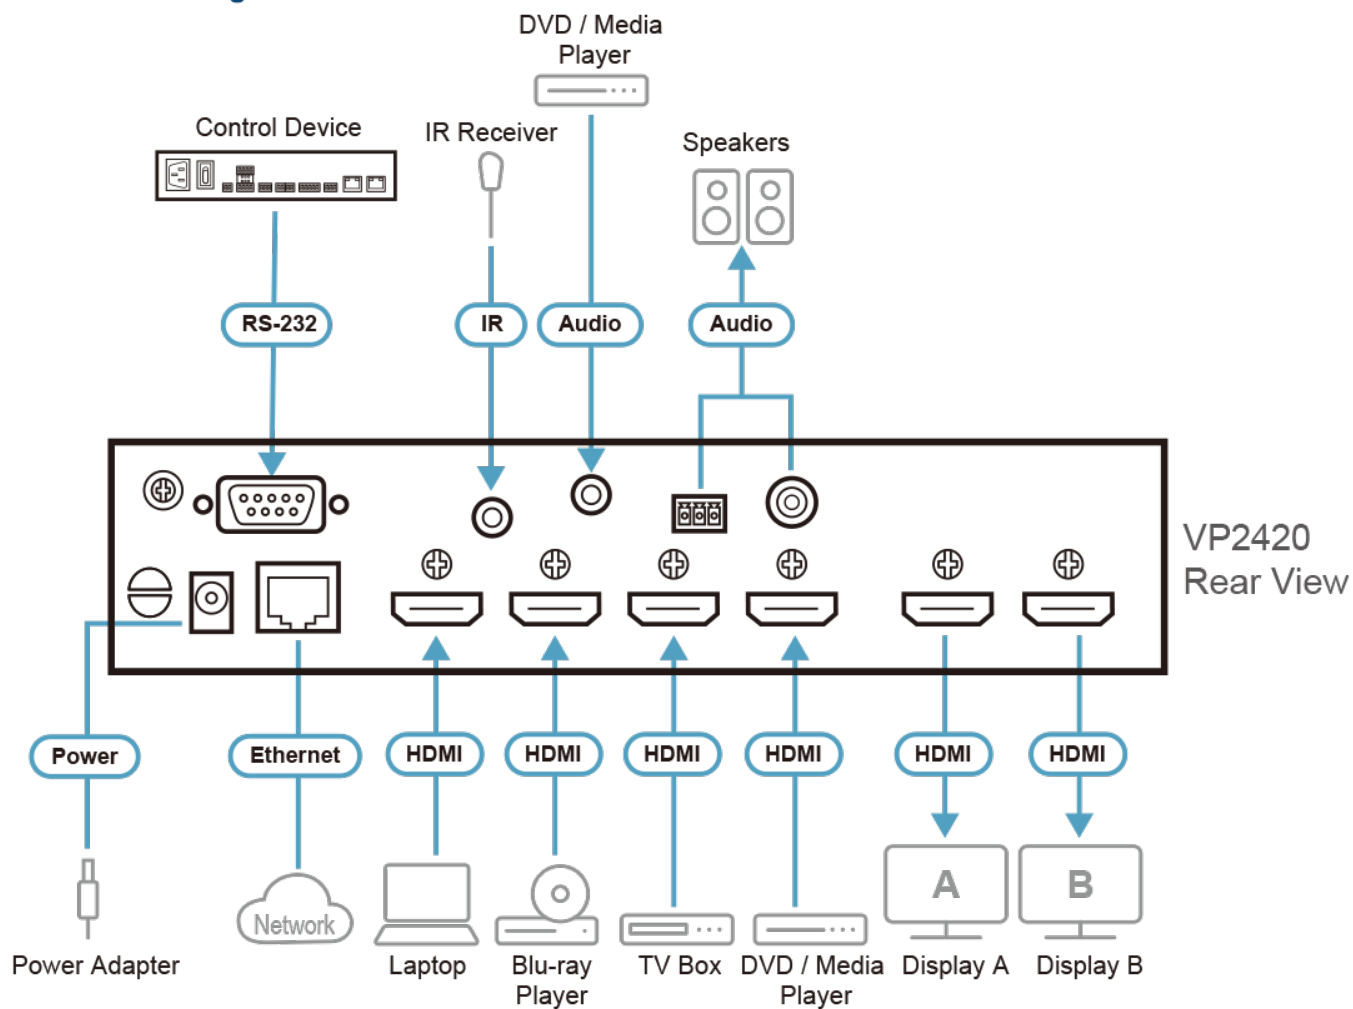 DVD / Media
Player
Control Device
IR Receiver
Speakers
RS-232
IR
Audio
Audio
VP2420
Rear View
Power
Ethernet
HDMI
HDMI
HDMI
HDMI
HDMI
HDMI
A
B
Network
Power Adapter
Laptop
Blu-ray
Player
TV Box
DVD / Media
Player
Display A
Display B